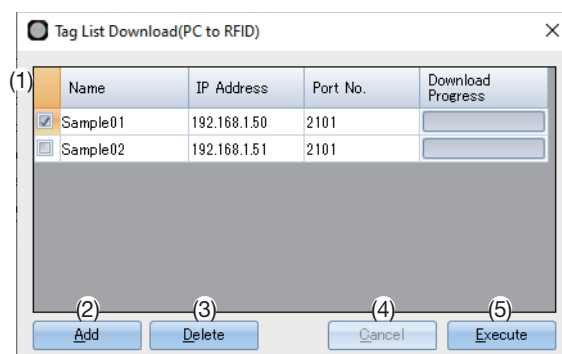 Tag List Download(PC to RFID)
(1)
Name IP Address Port No. Download Progress
Sample01 192.168.1.50 2101
Sample02 192.168.1.51 2101
(2) (3) (4) (5)
Add Delete Cancel Execute